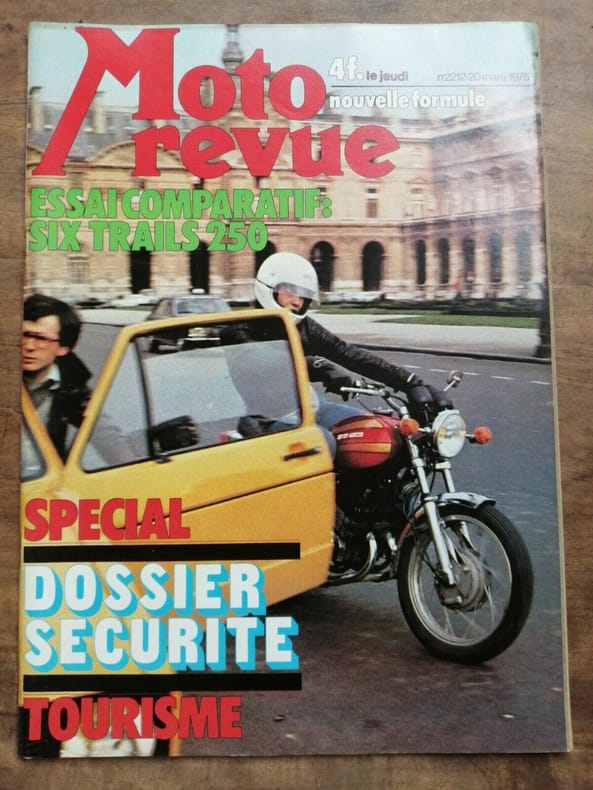 Moto
4f. le jeudi n:2212-20 mars 1975
nouvelle formule
revue
ESSAI COMPARATIF:
SIX TRAILS 250
SPECIAL
DOSSIER
SECURITE
TOURISME